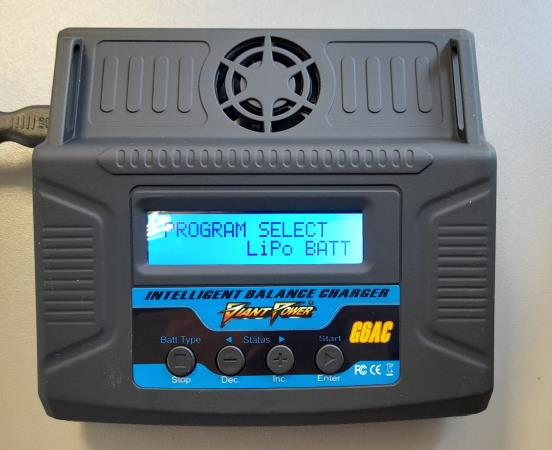 PROGRAM SELECT
LiPo BATT
INTELLIGENT BALANCE CHARGER
GIANT POWER
G6AC
Batt Type ◀ Status ▶ Start
Stop Dec. Inc. Enter
FC CE